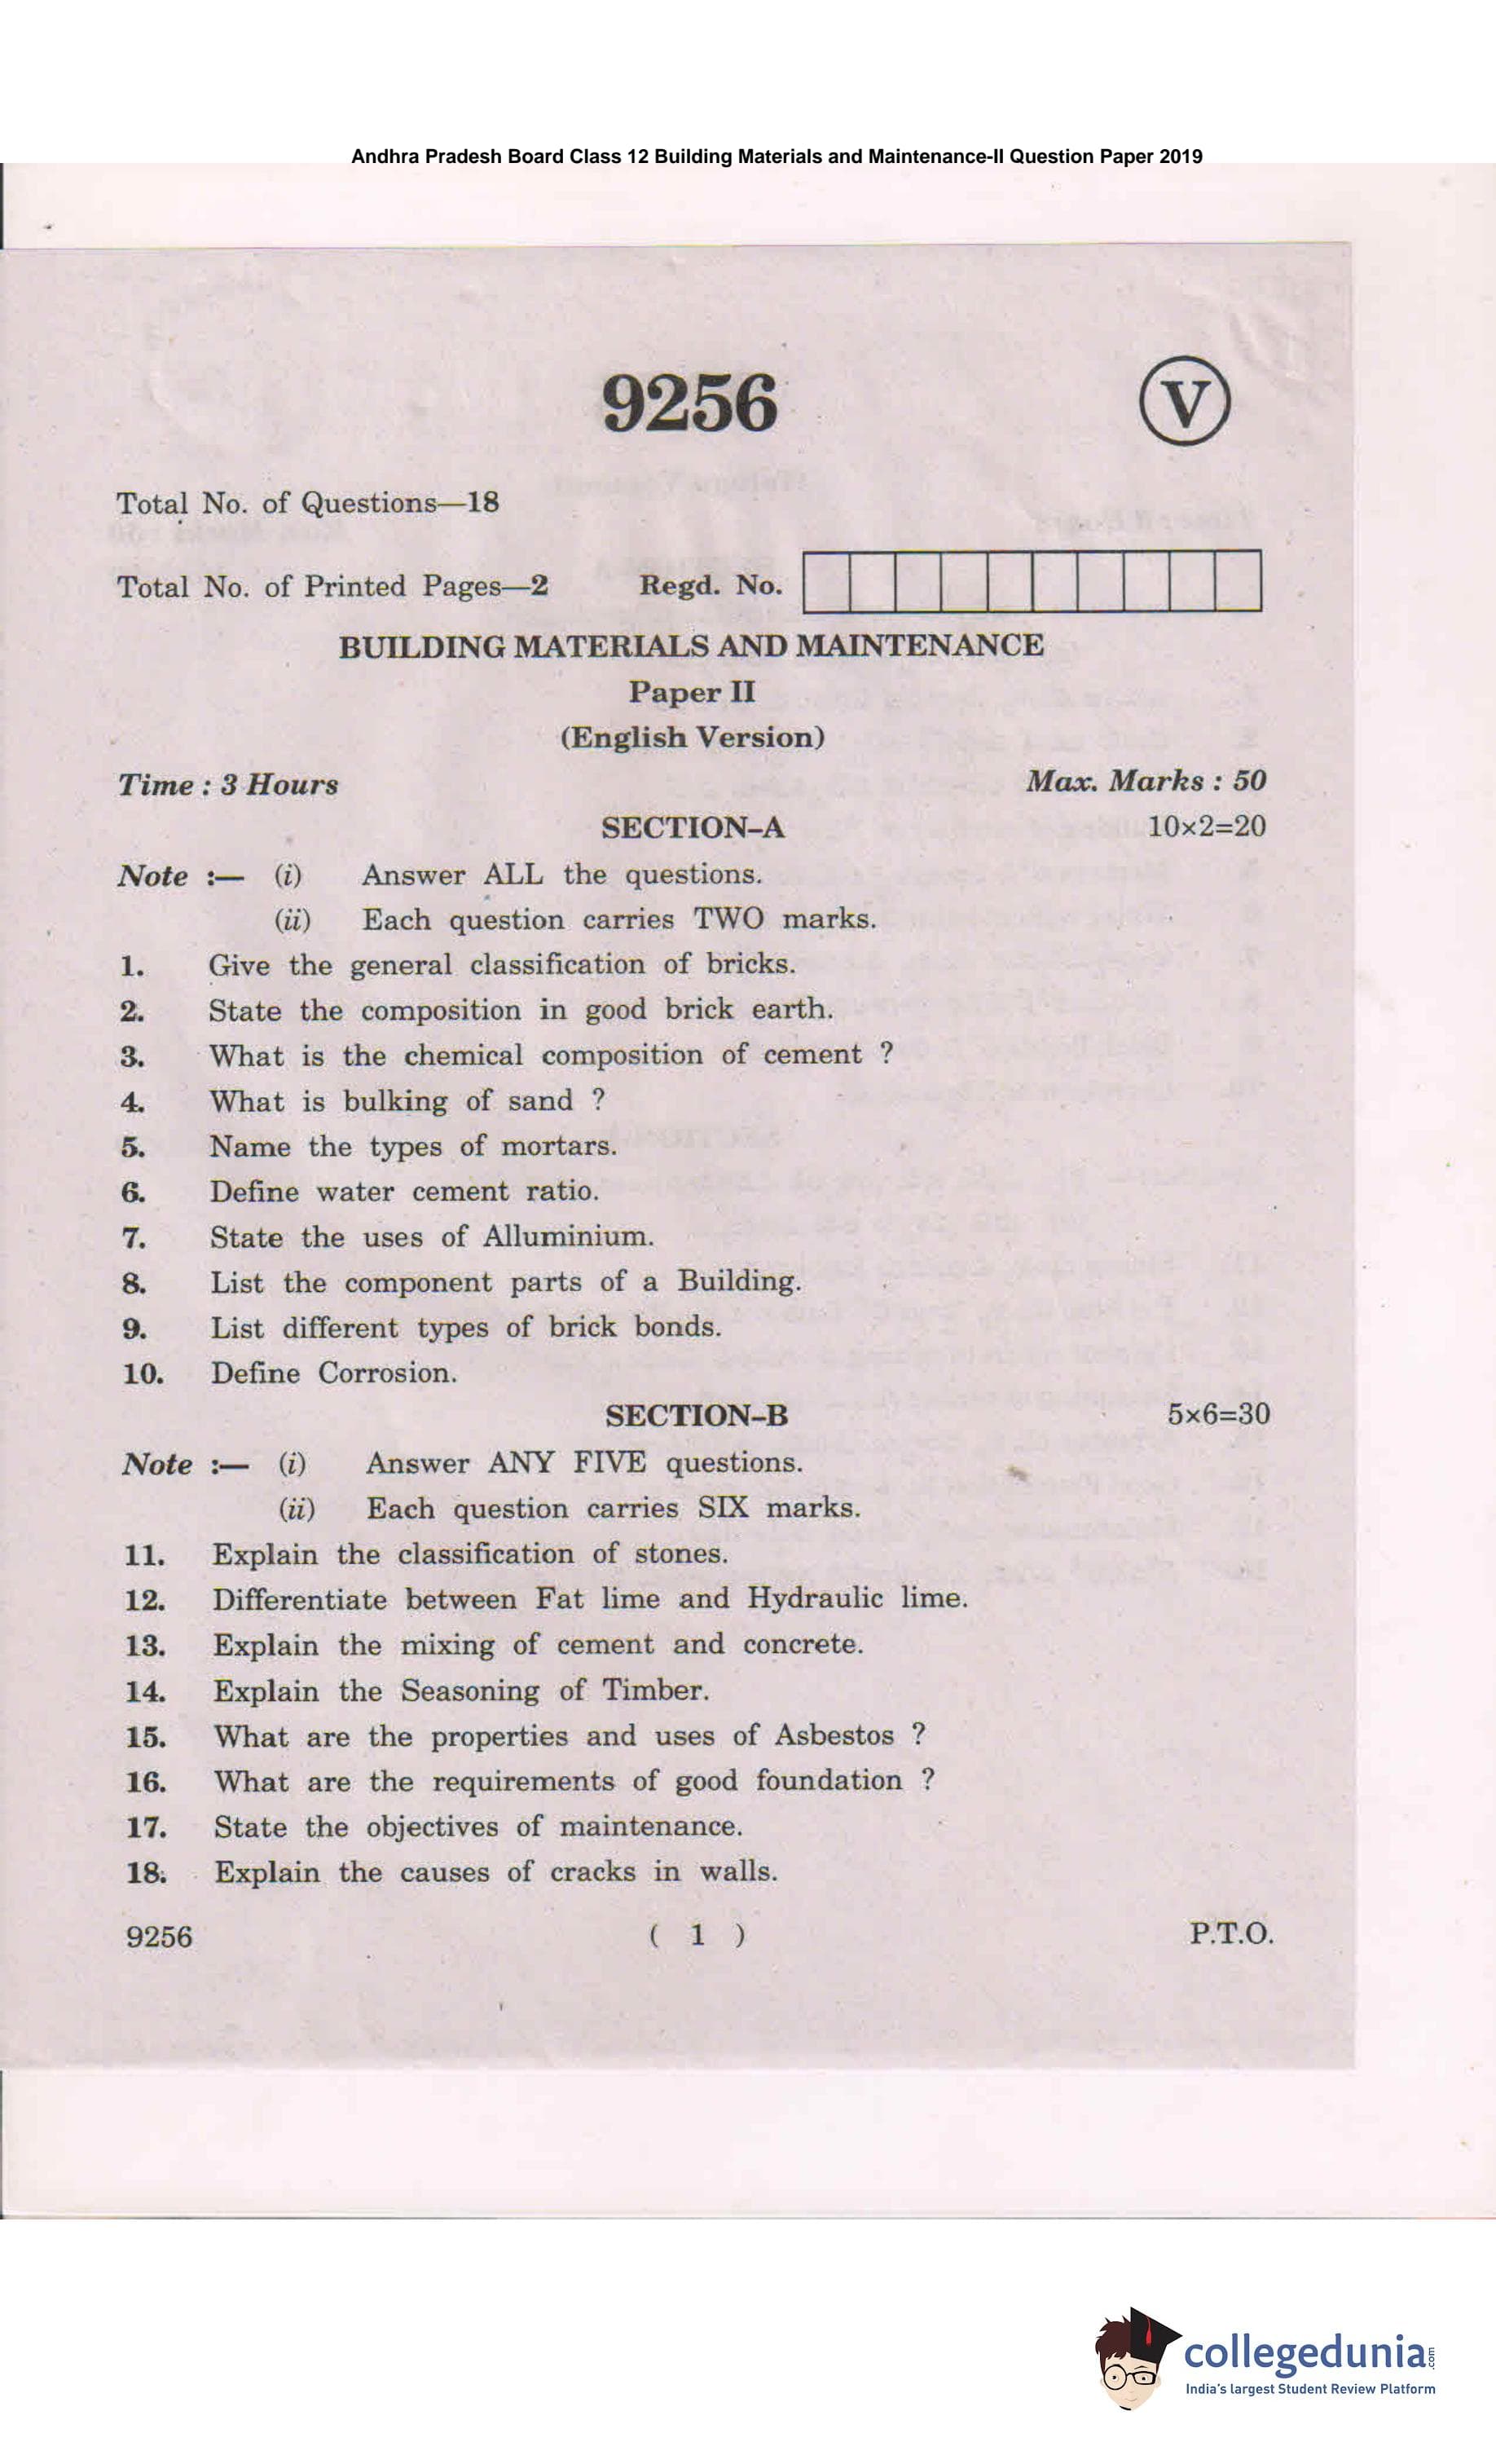 Andhra Pradesh Board Class 12 Building Materials and Maintenance-II Question Paper 2019
9256 V
Total No. of Questions—18
Total No. of Printed Pages—2 Regd. No.
BUILDING MATERIALS AND MAINTENANCE
Paper II
(English Version)
Time : 3 Hours Max. Marks : 50
SECTION–A 10×2=20
Note :— (i) Answer ALL the questions.
(ii) Each question carries TWO marks.
1. Give the general classification of bricks.
2. State the composition in good brick earth.
3. What is the chemical composition of cement ?
4. What is bulking of sand ?
5. Name the types of mortars.
6. Define water cement ratio.
7. State the uses of Alluminium.
8. List the component parts of a Building.
9. List different types of brick bonds.
10. Define Corrosion.
SECTION–B 5×6=30
Note :— (i) Answer ANY FIVE questions.
(ii) Each question carries SIX marks.
11. Explain the classification of stones.
12. Differentiate between Fat lime and Hydraulic lime.
13. Explain the mixing of cement and concrete.
14. Explain the Seasoning of Timber.
15. What are the properties and uses of Asbestos ?
16. What are the requirements of good foundation ?
17. State the objectives of maintenance.
18. Explain the causes of cracks in walls.
9256 ( 1 ) P.T.O.
collegedunia.com
India's largest Student Review Platform